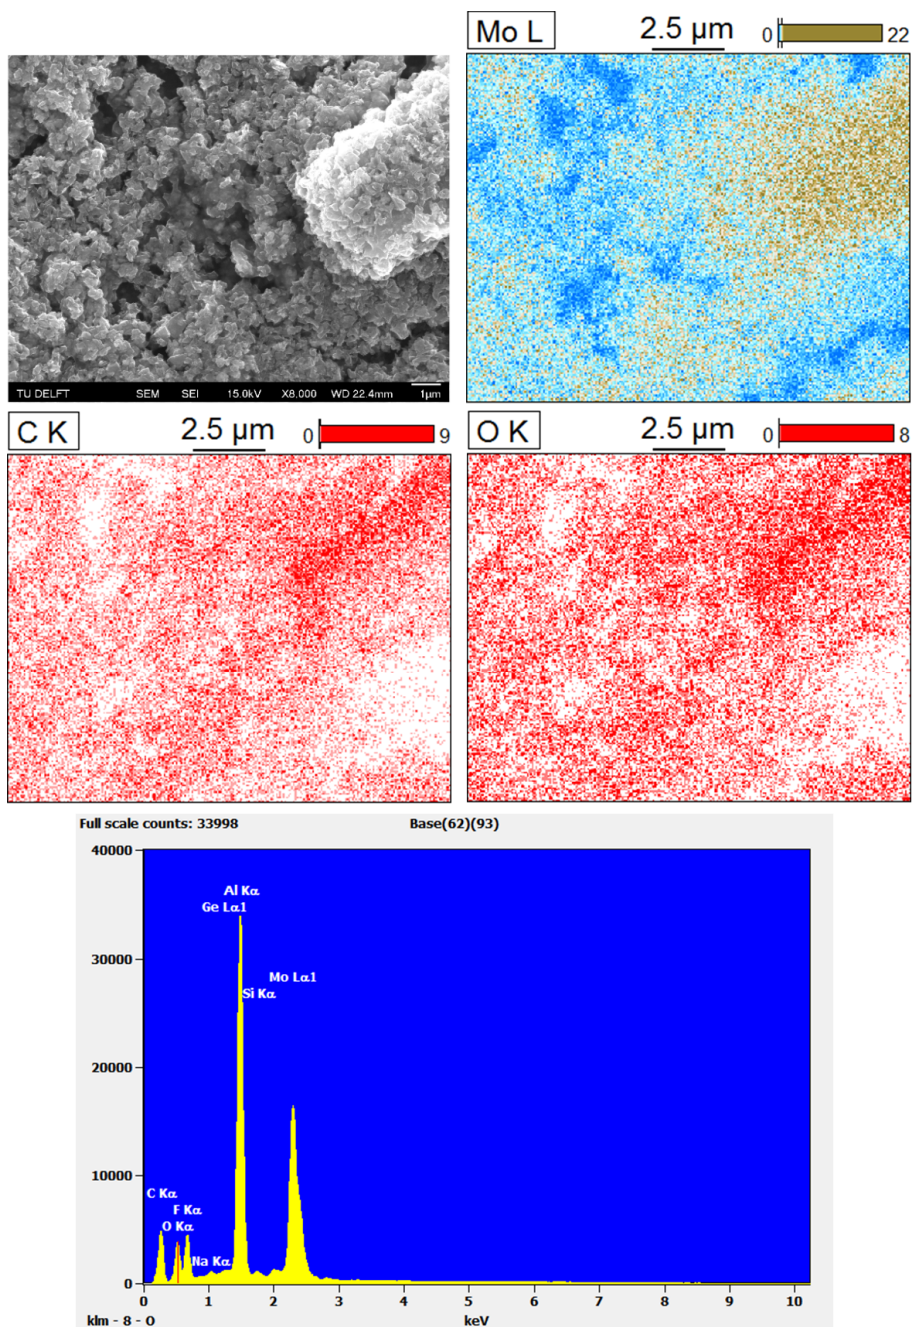 Mo L 2.5 µm 0 22
TU DELFT SEM SEI 15.0kV X8,000 WD 22.4mm 1µm
C K 2.5 µm 0 9
O K 2.5 µm 0 8
Full scale counts: 33998 Base(62)(93)
40000
Al Kα
Ge Lα1
30000
Mo Lα1
Si Kα
20000
10000
C Kα
F Kα
O Kα
Na Kα
0
0 1 2 3 4 5 6 7 8 9 10
klm - 8 - O keV